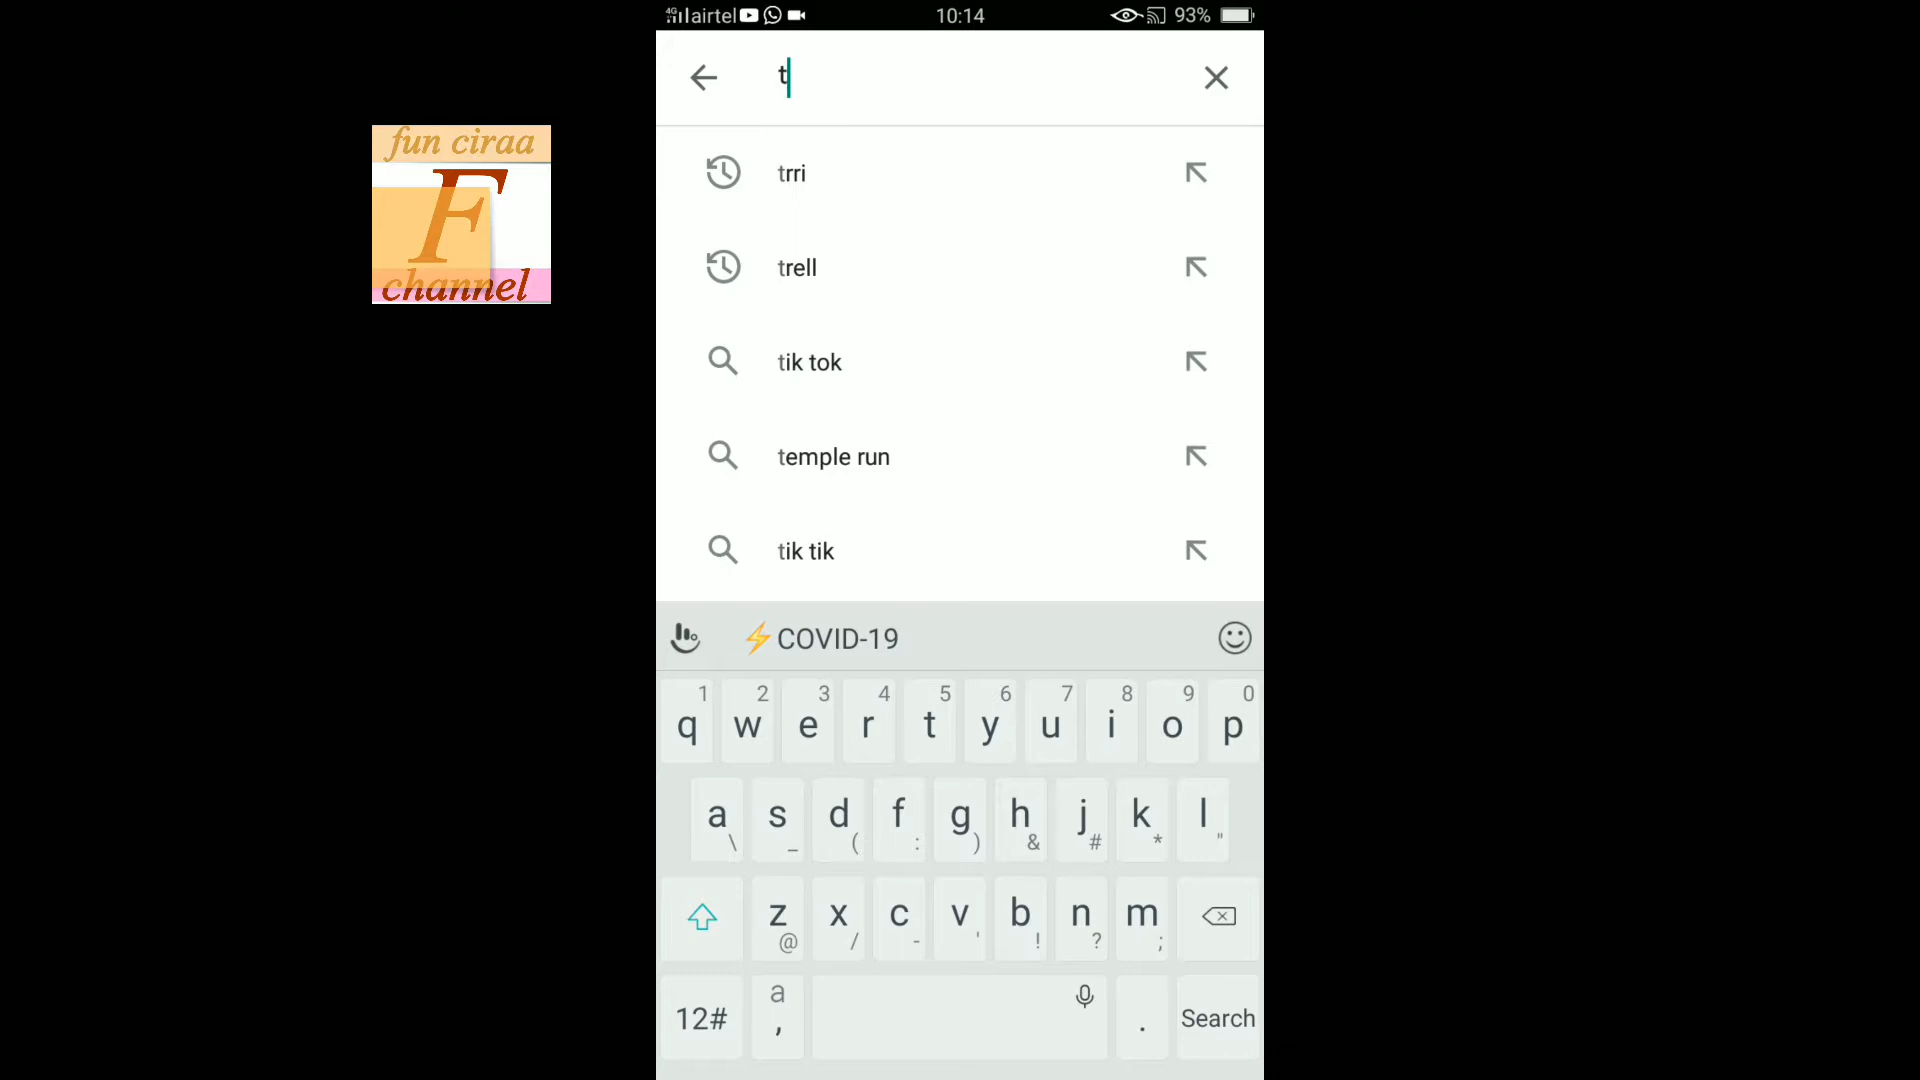 4G airtel 10:14 93%
t
fun ciraa
F
channel
trri
trell
tik tok
temple run
tik tik
⚡COVID-19
1 2 3 4 5 6 7 8 9 0
q w e r t y u i o p
a s d f g h j k l
\ _ ( : ) & # * "
z x c v b n m
@ / - ' ! ? ;
12# a , . Search